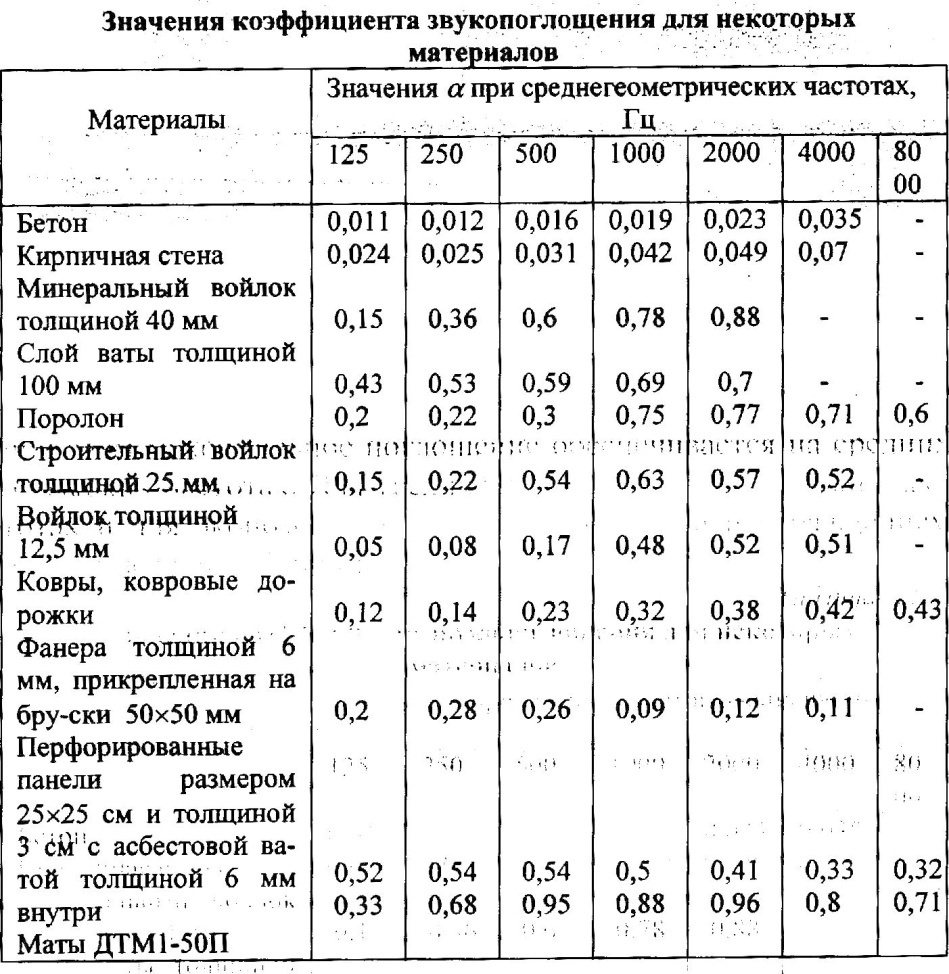 Значения коэффициента звукопоглощения для некоторых
материалов
Материалы
Значения α при среднегеометрических частотах,
Гц
125 250 500 1000 2000 4000 80
00
Бетон 0,011 0,012 0,016 0,019 0,023 0,035 -
Кирпичная стена 0,024 0,025 0,031 0,042 0,049 0,07 -
Минеральный войлок
толщиной 40 мм 0,15 0,36 0,6 0,78 0,88 - -
Слой ваты толщиной
100 мм 0,43 0,53 0,59 0,69 0,7 - -
Поролон 0,2 0,22 0,3 0,75 0,77 0,71 0,6
Строительный войлок
толщиной 25 мм 0,15 0,22 0,54 0,63 0,57 0,52 -
Войлок толщиной
12,5 мм 0,05 0,08 0,17 0,48 0,52 0,51 -
Ковры, ковровые до-
рожки 0,12 0,14 0,23 0,32 0,38 0,42 0,43
Фанера толщиной 6
мм, прикрепленная на
бру-ски 50×50 мм 0,2 0,28 0,26 0,09 0,12 0,11 -
Перфорированные
панели размером
25×25 см и толщиной
3 см с асбестовой ва-
той толщиной 6 мм 0,52 0,54 0,54 0,5 0,41 0,33 0,32
внутри 0,33 0,68 0,95 0,88 0,96 0,8 0,71
Маты ДТМ1-50П